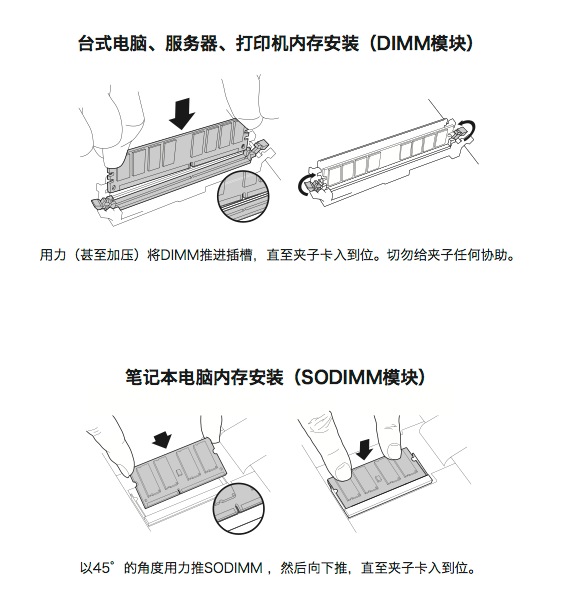 台式电脑、服务器、打印机内存安装（DIMM模块）
用力（甚至加压）将DIMM推进插槽，直至夹子卡入到位。切勿给夹子任何协助。
笔记本电脑内存安装（SODIMM模块）
以45°的角度用力推SODIMM ，然后向下推，直至夹子卡入到位。